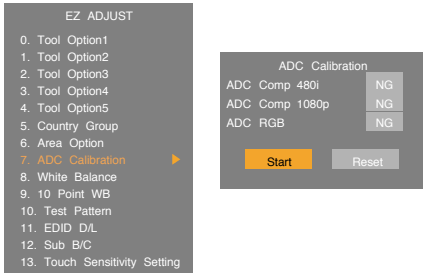 EZ ADJUST
0. Tool Option1
1. Tool Option2
2. Tool Option3
3. Tool Option4
4. Tool Option5
5. Country Group
6. Area Option
7. ADC Calibration
8. White Balance
9. 10 Point WB
10. Test Pattern
11. EDID D/L
12. Sub B/C
13. Touch Sensitivity Setting
ADC Calibration
ADC Comp 480i NG
ADC Comp 1080p NG
ADC RGB NG
Start Reset